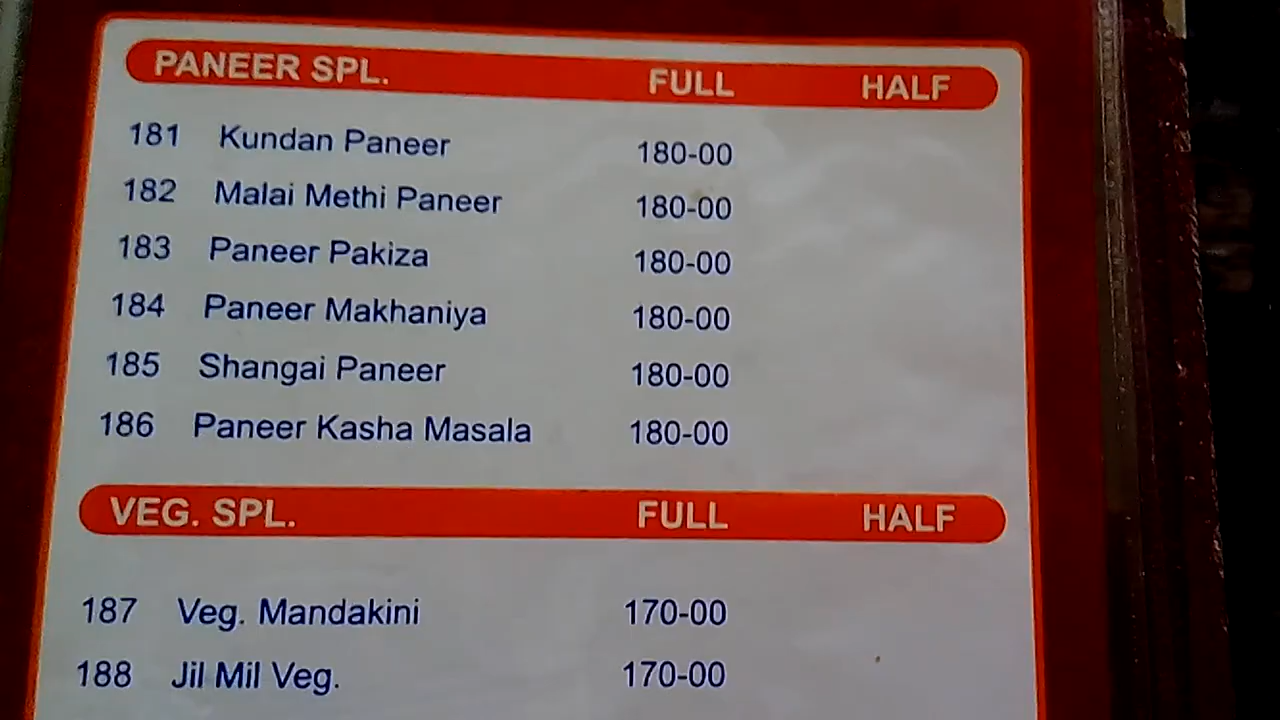 PANEER SPL. FULL HALF
181 Kundan Paneer 180-00
182 Malai Methi Paneer 180-00
183 Paneer Pakiza 180-00
184 Paneer Makhaniya 180-00
185 Shangai Paneer 180-00
186 Paneer Kasha Masala 180-00
VEG. SPL. FULL HALF
187 Veg. Mandakini 170-00
188 Jil Mil Veg. 170-00